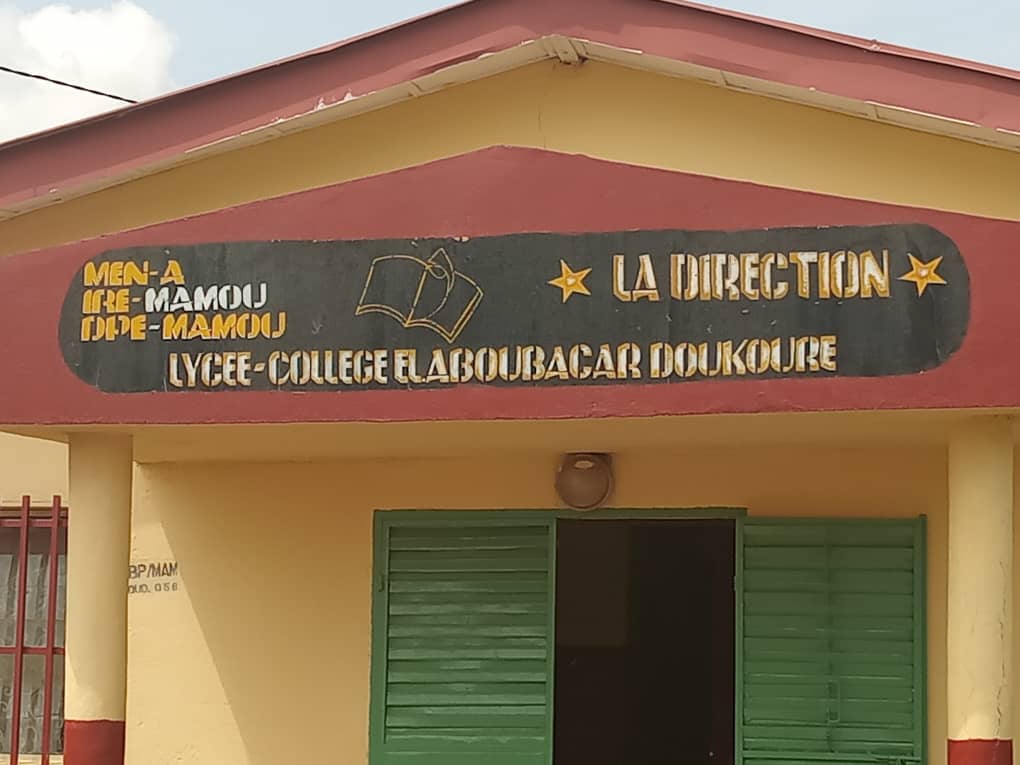 MEN-A
IRE-MAMOU
DPE-MAMOU
LA DIRECTION
LYCEE-COLLEGE ELABOUBACAR DOUKOURE
BP/MAM